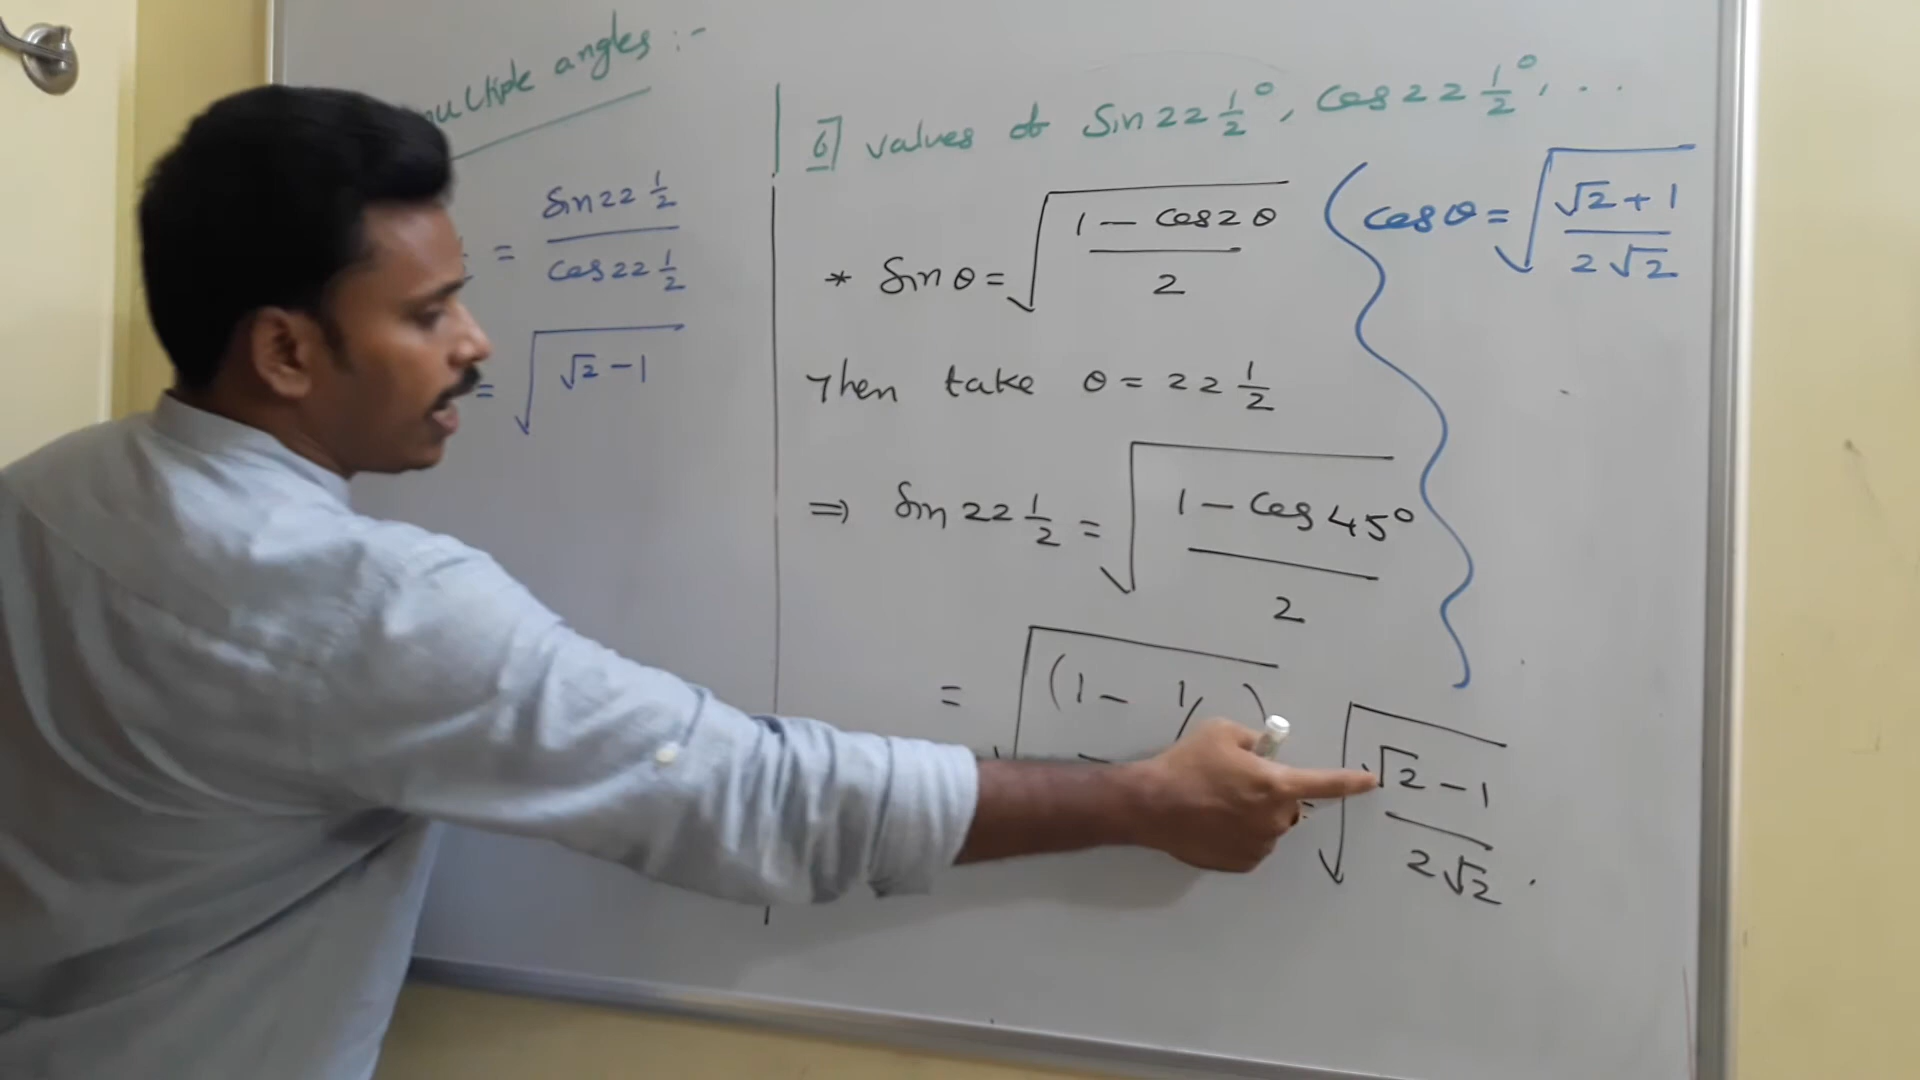 multiple angles :-
= sin 22 1/2 / cos 22 1/2
= √(√2 - 1
6] values of Sin 22 1/2°, cos 22 1/2°, ...
* Sin θ = √((1 - cos 2θ)/2)
Then take θ = 22 1/2
⇒ Sin 22 1/2 = √((1 - cos 45°)/2)
= √((1 - 1/ )
= √((√2 - 1)/(2√2)).
cos θ = √((√2 + 1)/(2√2))